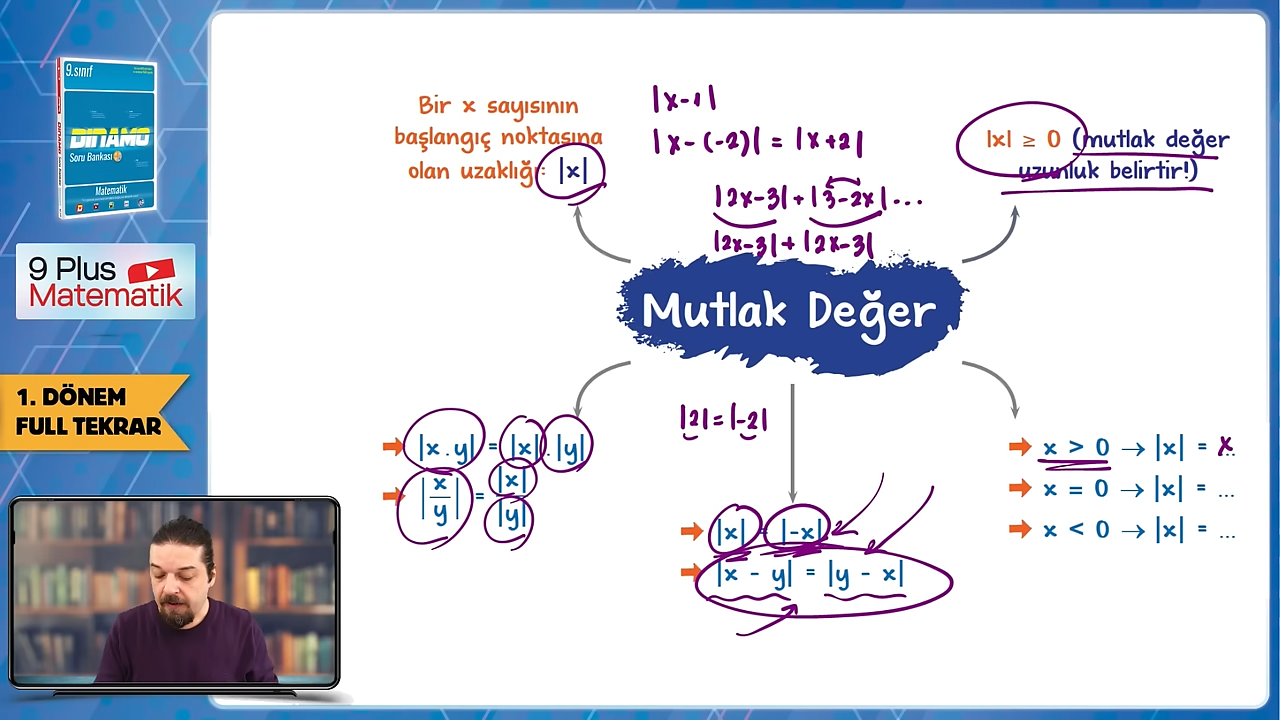 9.sınıf
DİNAMO
Soru Bankası
Matematik
9 Plus
Matematik
1. DÖNEM
FULL TEKRAR
Bir x sayısının
başlangıç noktasına
olan uzaklığı: |x|
|x-1|
|x-(-2)| = |x+2|
|2x-3|+|3-2x|...
|2x-3|+|2x-3|
|x| ≥ 0 (mutlak değer
uzunluk belirtir!)
Mutlak Değer
|x . y| = |x| . |y|
|x/y| = |x|/|y|
|2|=|-2|
|x| = |-x|
|x - y| = |y - x|
x > 0 → |x| = x..
x = 0 → |x| = ...
x < 0 → |x| = ...